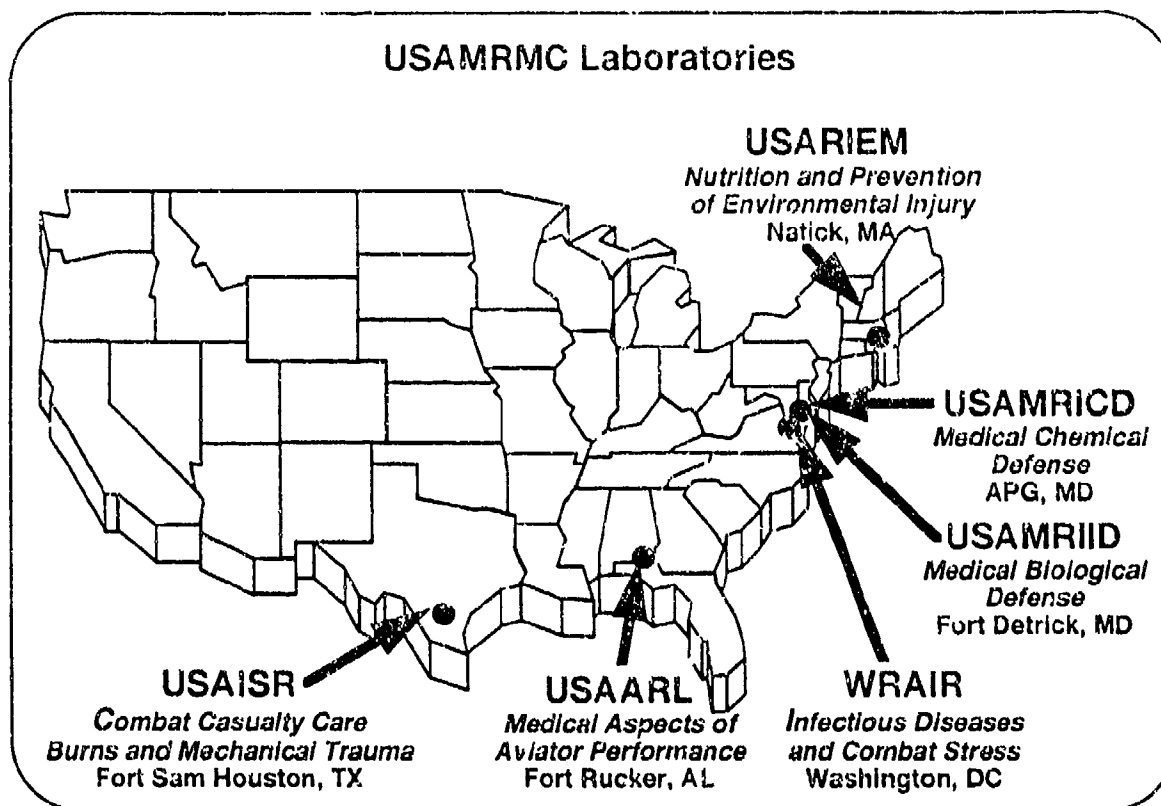 USAMRMC Laboratories
USARIEM
Nutrition and Prevention
of Environmental Injury
Natick, MA
USAMRICD
Medical Chemical
Defense
APG, MD
USAMRIID
Medical Biological
Defense
Fort Detrick, MD
USAISR
Combat Casualty Care
Burns and Mechanical Trauma
Fort Sam Houston, TX
USAARL
Medical Aspects of
Aviator Performance
Fort Rucker, AL
WRAIR
Infectious Diseases
and Combat Stress
Washington, DC